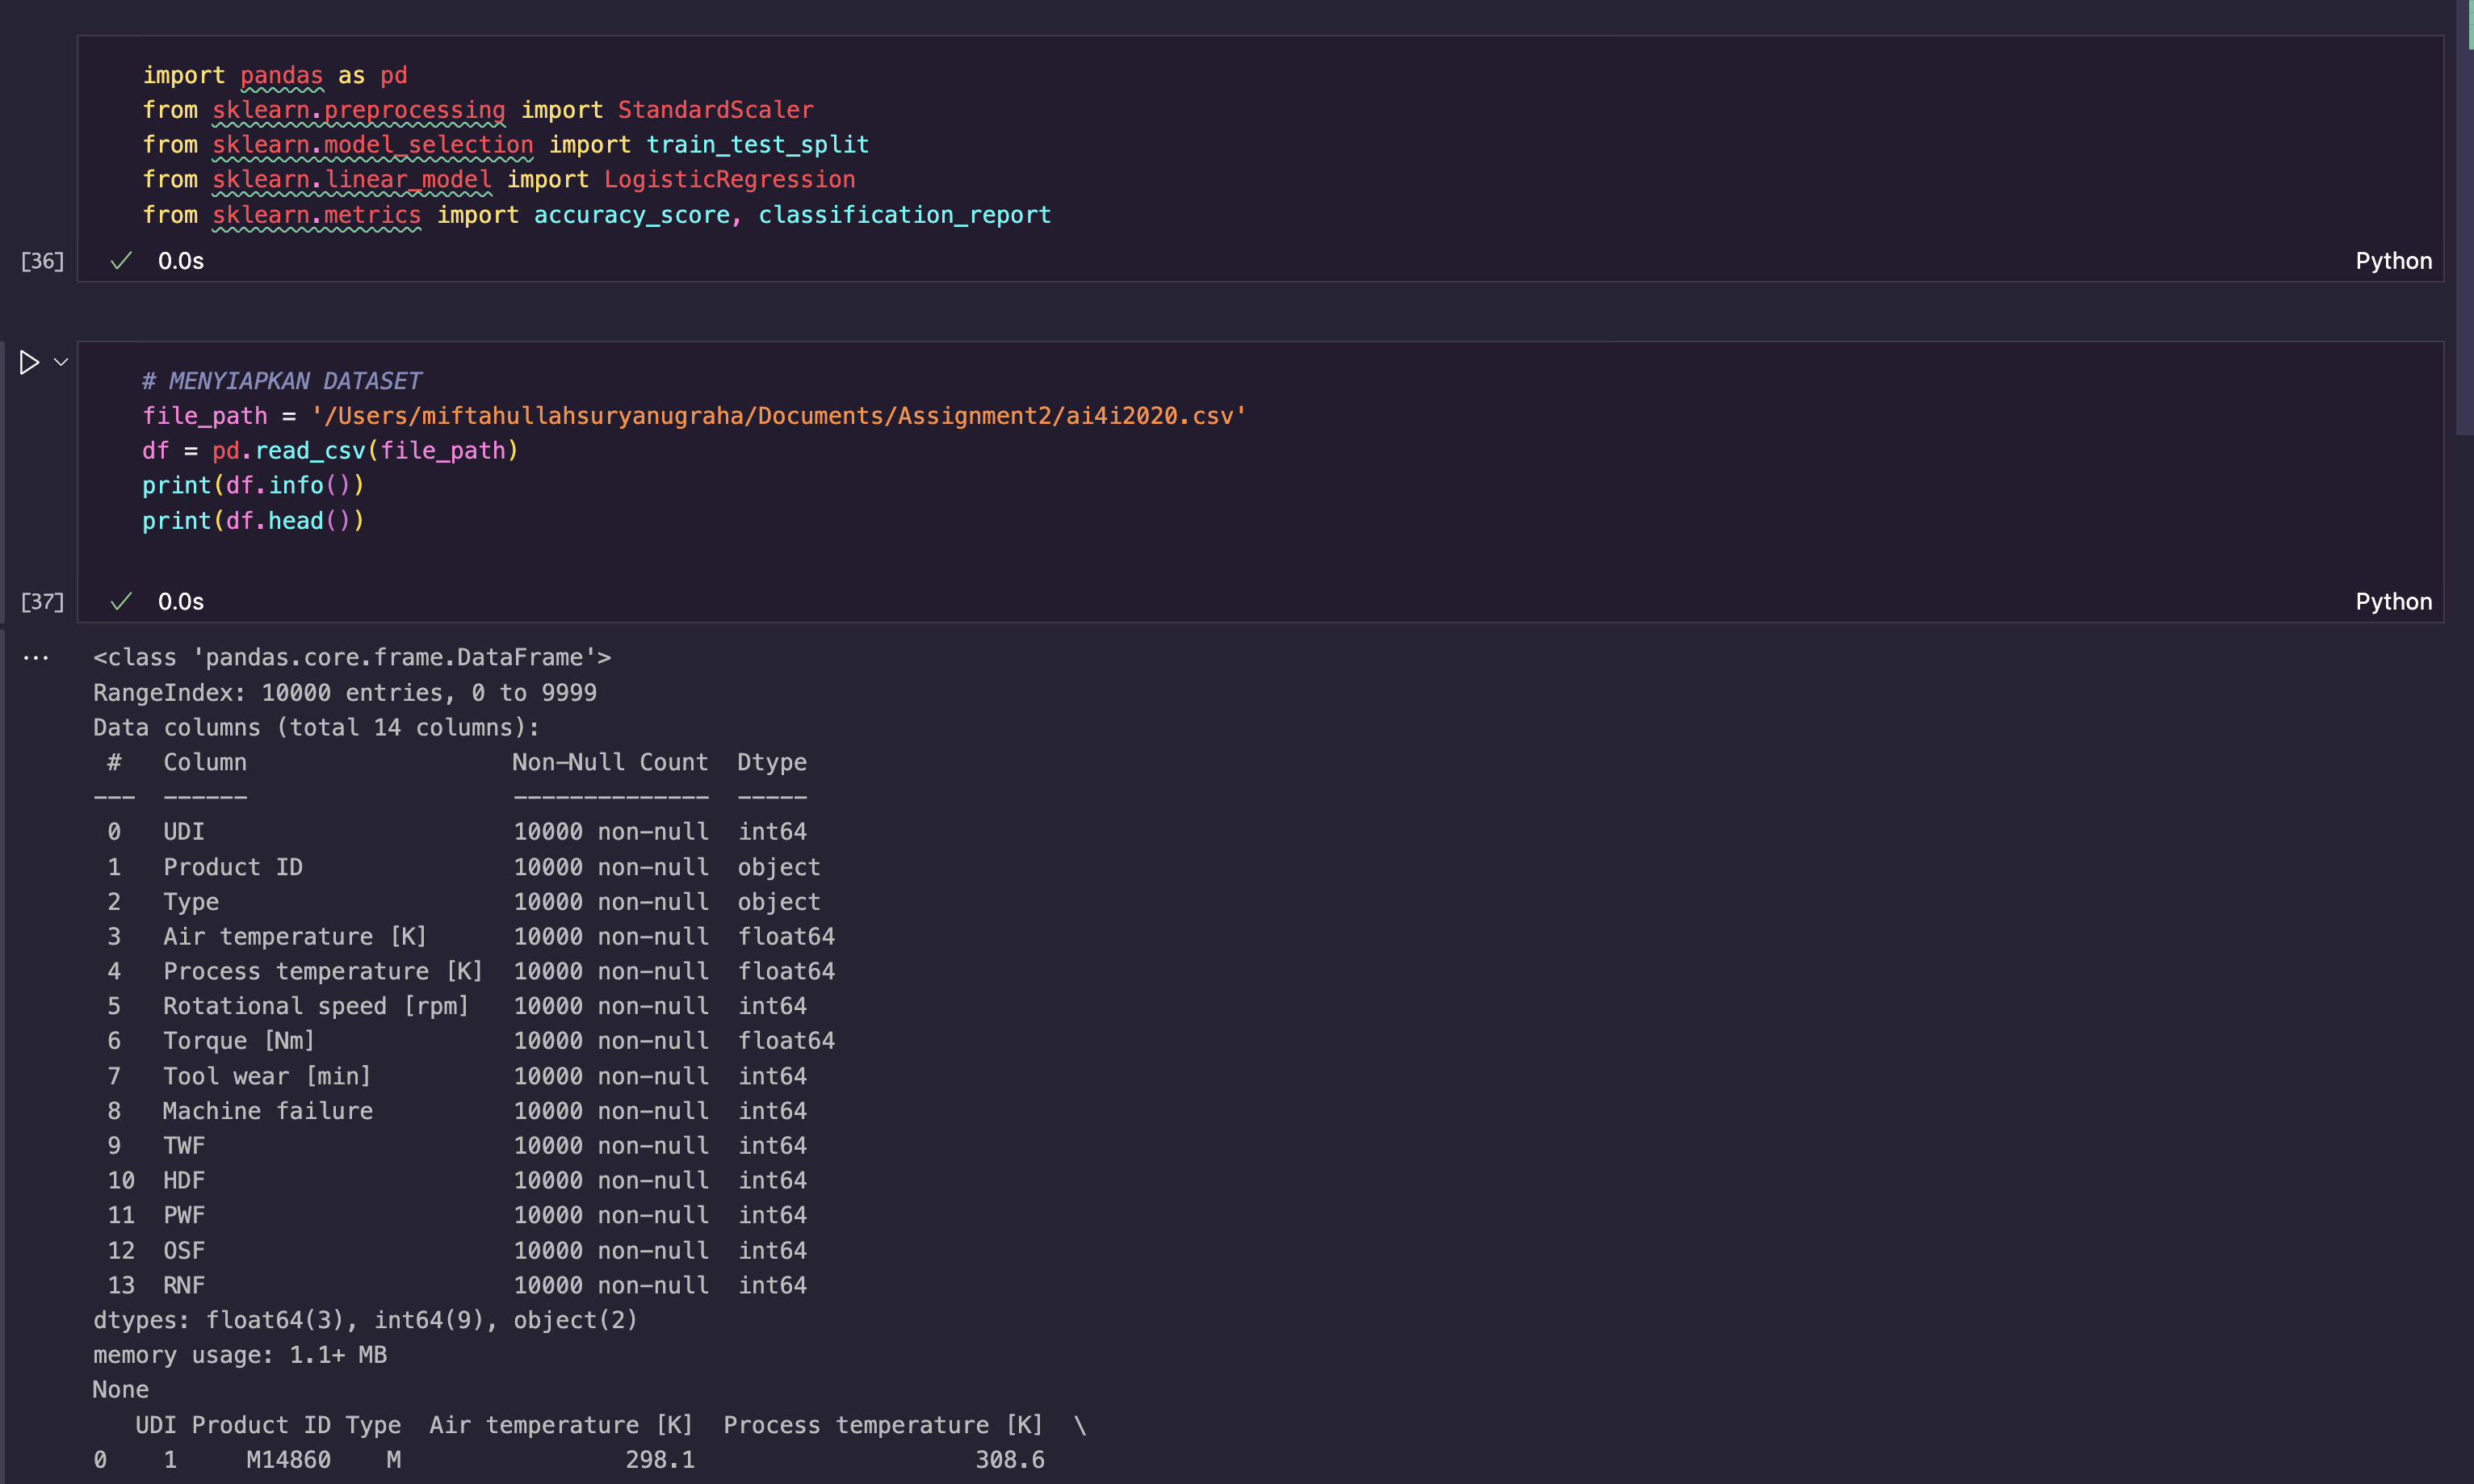 import pandas as pd
from sklearn.preprocessing import StandardScaler
from sklearn.model_selection import train_test_split
from sklearn.linear_model import LogisticRegression
from sklearn.metrics import accuracy_score, classification_report
[36] ✓ 0.0s Python
# MENYIAPKAN DATASET
file_path = '/Users/miftahullahsuryanugraha/Documents/Assignment2/ai4i2020.csv'
df = pd.read_csv(file_path)
print(df.info())
print(df.head())
[37] ✓ 0.0s Python
... <class 'pandas.core.frame.DataFrame'>
RangeIndex: 10000 entries, 0 to 9999
Data columns (total 14 columns):
 #   Column                   Non-Null Count  Dtype
---  ------                   --------------  -----
 0   UDI                      10000 non-null  int64
 1   Product ID               10000 non-null  object
 2   Type                     10000 non-null  object
 3   Air temperature [K]      10000 non-null  float64
 4   Process temperature [K]  10000 non-null  float64
 5   Rotational speed [rpm]   10000 non-null  int64
 6   Torque [Nm]              10000 non-null  float64
 7   Tool wear [min]          10000 non-null  int64
 8   Machine failure          10000 non-null  int64
 9   TWF                      10000 non-null  int64
 10  HDF                      10000 non-null  int64
 11  PWF                      10000 non-null  int64
 12  OSF                      10000 non-null  int64
 13  RNF                      10000 non-null  int64
dtypes: float64(3), int64(9), object(2)
memory usage: 1.1+ MB
None
   UDI Product ID Type  Air temperature [K]  Process temperature [K]  \
0    1     M14860    M                298.1                    308.6